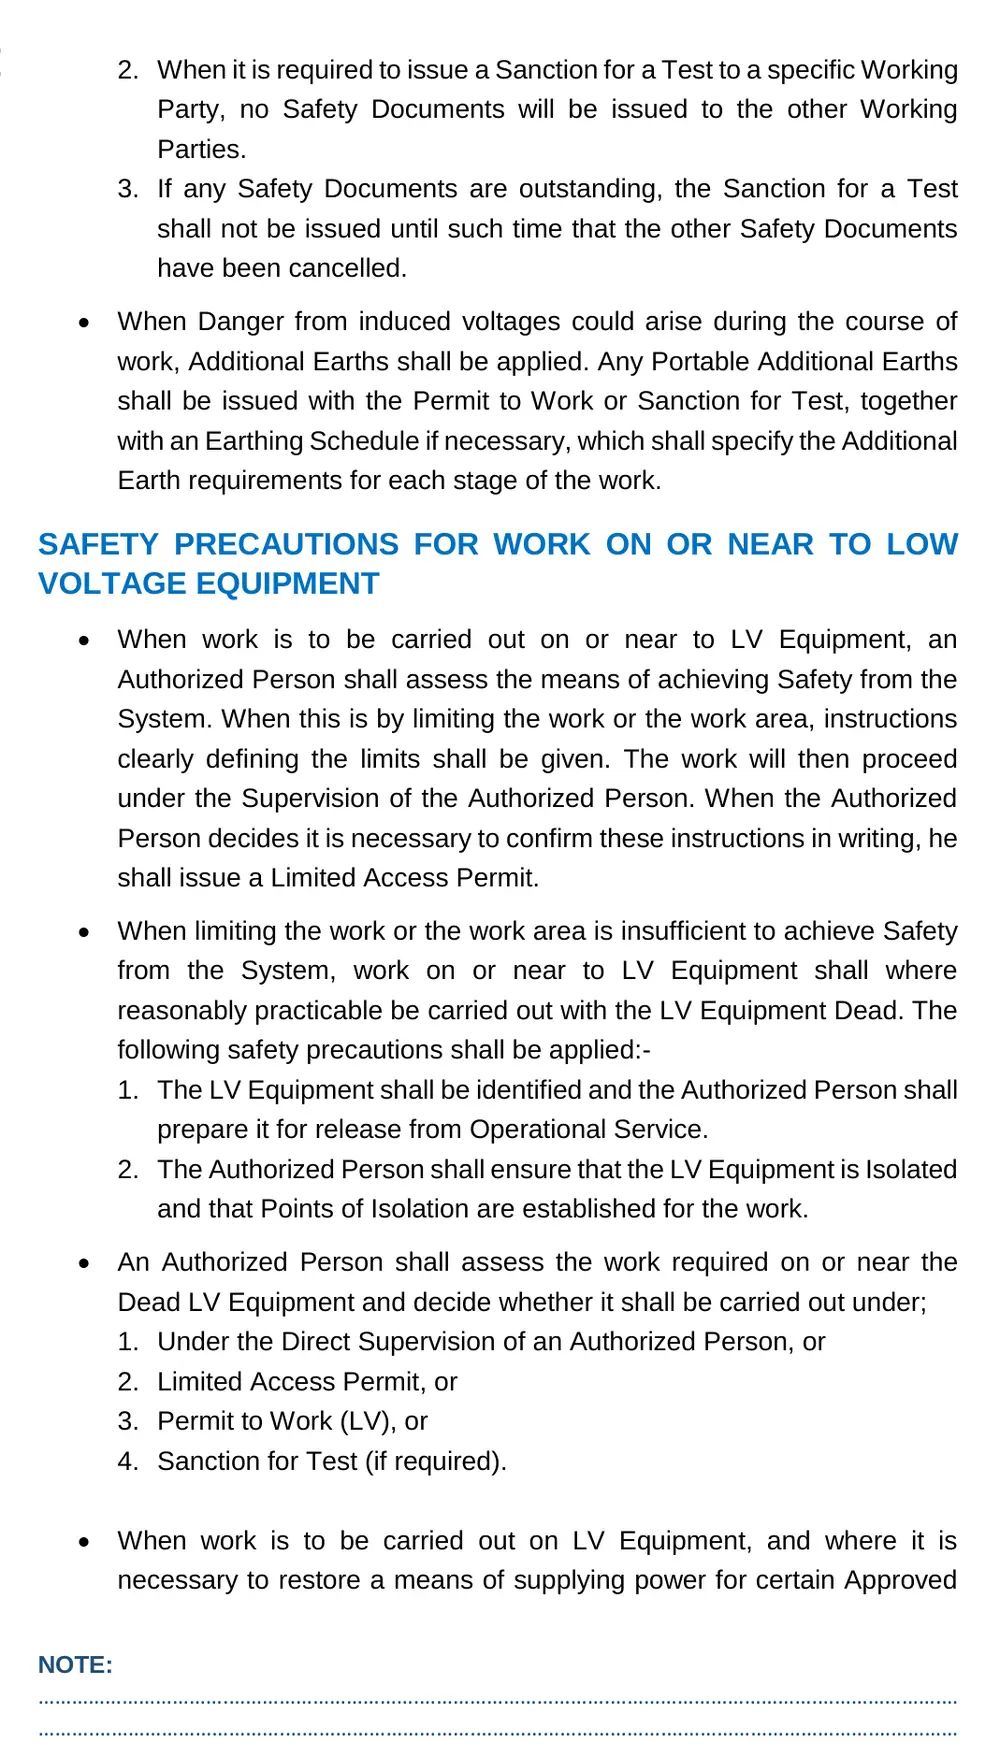 2. When it is required to issue a Sanction for a Test to a specific Working
Party, no Safety Documents will be issued to the other Working
Parties.
3. If any Safety Documents are outstanding, the Sanction for a Test
shall not be issued until such time that the other Safety Documents
have been cancelled.
• When Danger from induced voltages could arise during the course of
work, Additional Earths shall be applied. Any Portable Additional Earths
shall be issued with the Permit to Work or Sanction for Test, together
with an Earthing Schedule if necessary, which shall specify the Additional
Earth requirements for each stage of the work.
SAFETY PRECAUTIONS FOR WORK ON OR NEAR TO LOW
VOLTAGE EQUIPMENT
• When work is to be carried out on or near to LV Equipment, an
Authorized Person shall assess the means of achieving Safety from the
System. When this is by limiting the work or the work area, instructions
clearly defining the limits shall be given. The work will then proceed
under the Supervision of the Authorized Person. When the Authorized
Person decides it is necessary to confirm these instructions in writing, he
shall issue a Limited Access Permit.
• When limiting the work or the work area is insufficient to achieve Safety
from the System, work on or near to LV Equipment shall where
reasonably practicable be carried out with the LV Equipment Dead. The
following safety precautions shall be applied:-
1. The LV Equipment shall be identified and the Authorized Person shall
prepare it for release from Operational Service.
2. The Authorized Person shall ensure that the LV Equipment is Isolated
and that Points of Isolation are established for the work.
• An Authorized Person shall assess the work required on or near the
Dead LV Equipment and decide whether it shall be carried out under;
1. Under the Direct Supervision of an Authorized Person, or
2. Limited Access Permit, or
3. Permit to Work (LV), or
4. Sanction for Test (if required).
• When work is to be carried out on LV Equipment, and where it is
necessary to restore a means of supplying power for certain Approved
NOTE: